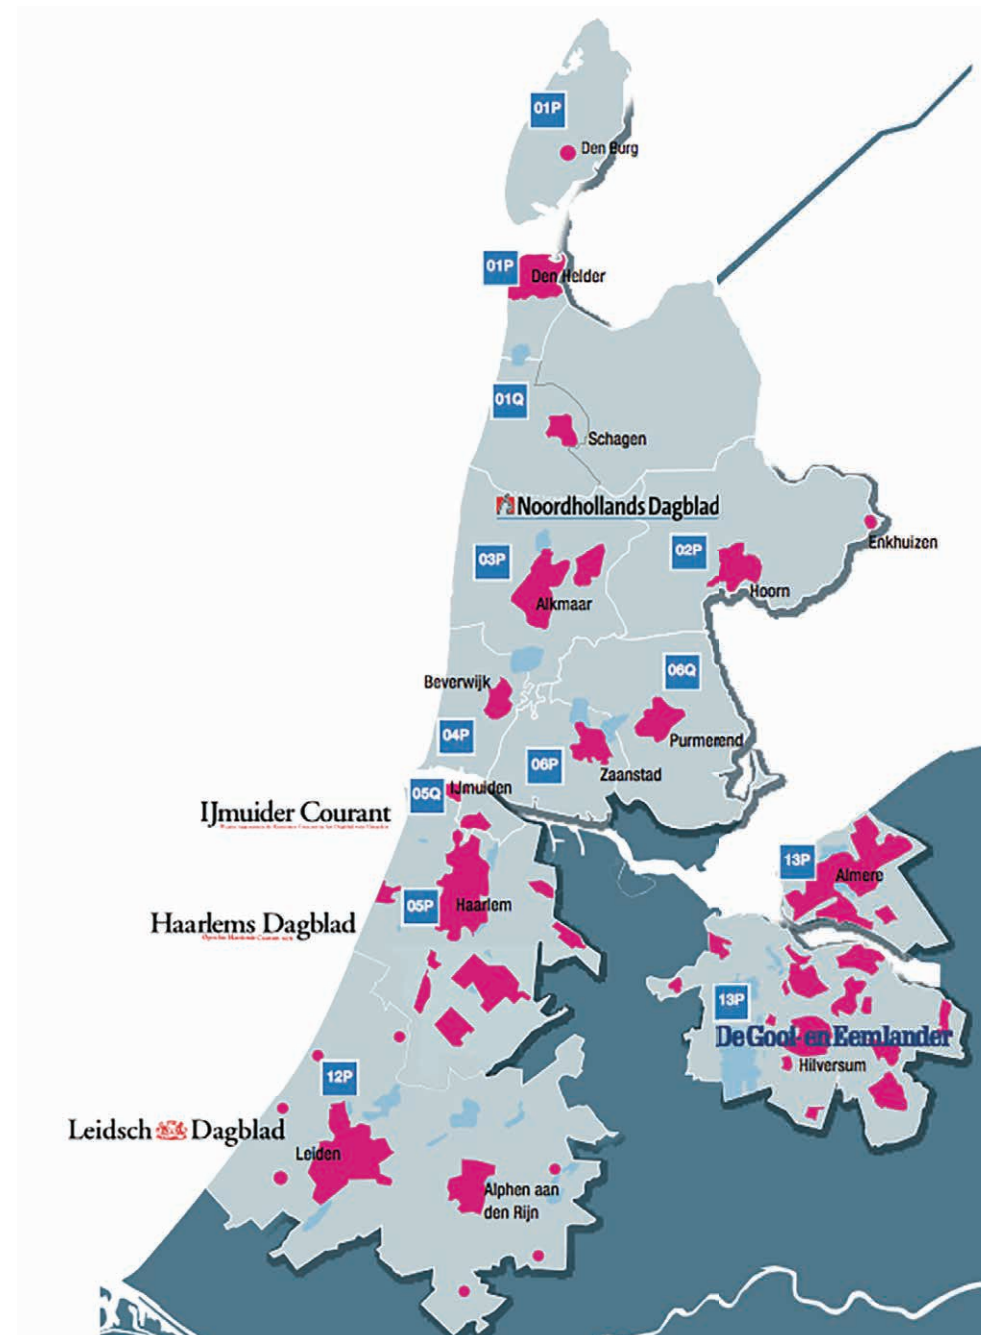 01P
Den Burg
01P
Den Helder
01Q
Schagen
Noordhollands Dagblad
Enkhuizen
02P
03P
Hoorn
Alkmaar
06Q
Beverwijk
04P
Purmerend
06P
Zaanstad
05Q
IJmuiden
IJmuider Courant
13P
Almere
05P
Haarlem
Haarlems Dagblad
13P
De Gooi- en Eemlander
Hilversum
12P
Leidsch Dagblad
Leiden
Alphen aan
den Rijn